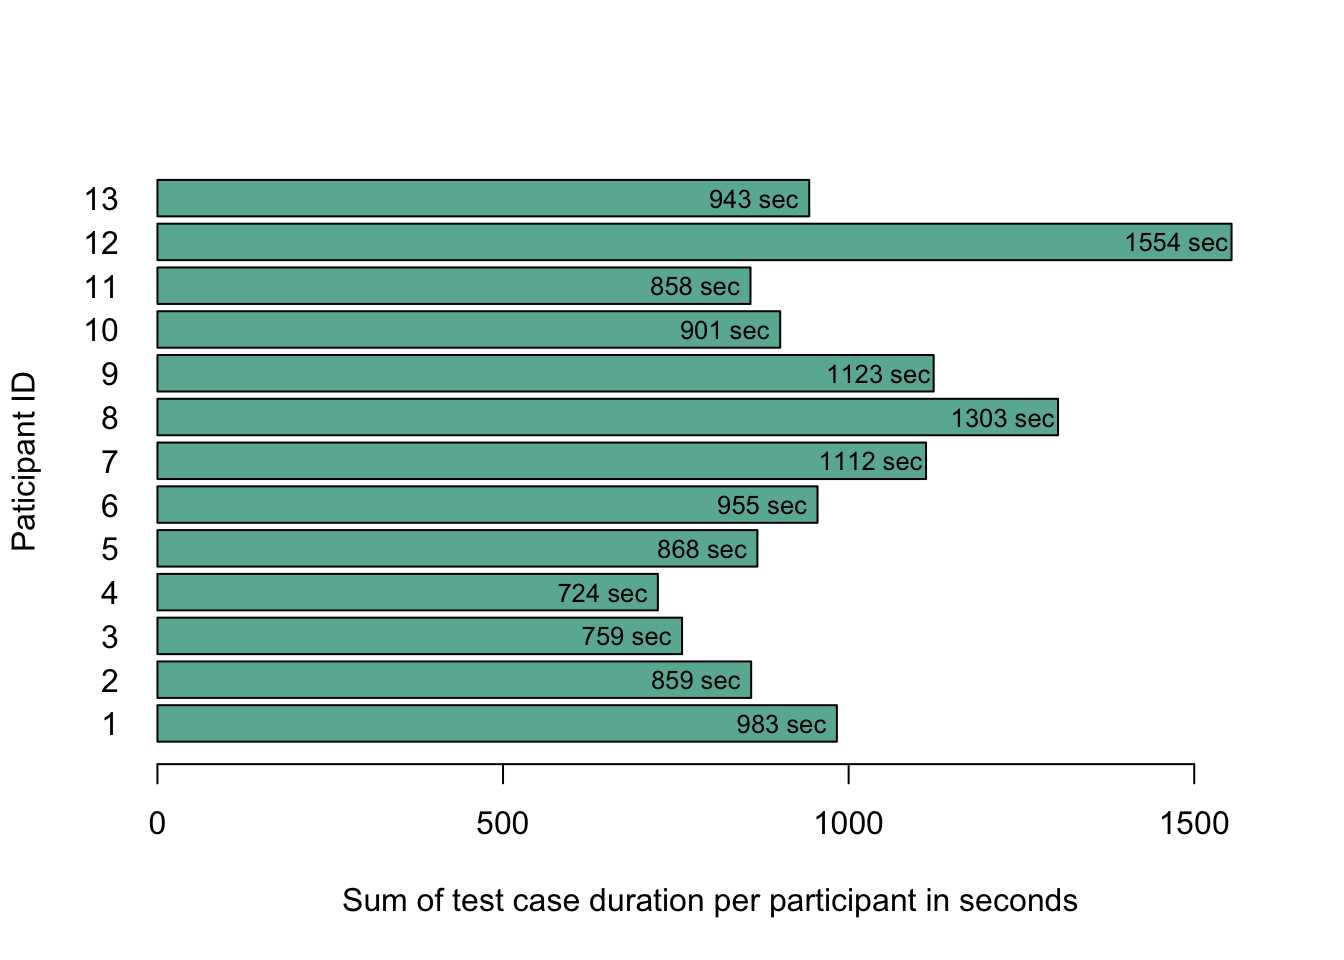 13 943 sec
12 1554 sec
11 858 sec
10 901 sec
9 1123 sec
8 1303 sec
7 1112 sec
6 955 sec
5 868 sec
4 724 sec
3 759 sec
2 859 sec
1 983 sec
Paticipant ID
0 500 1000 1500
Sum of test case duration per participant in seconds